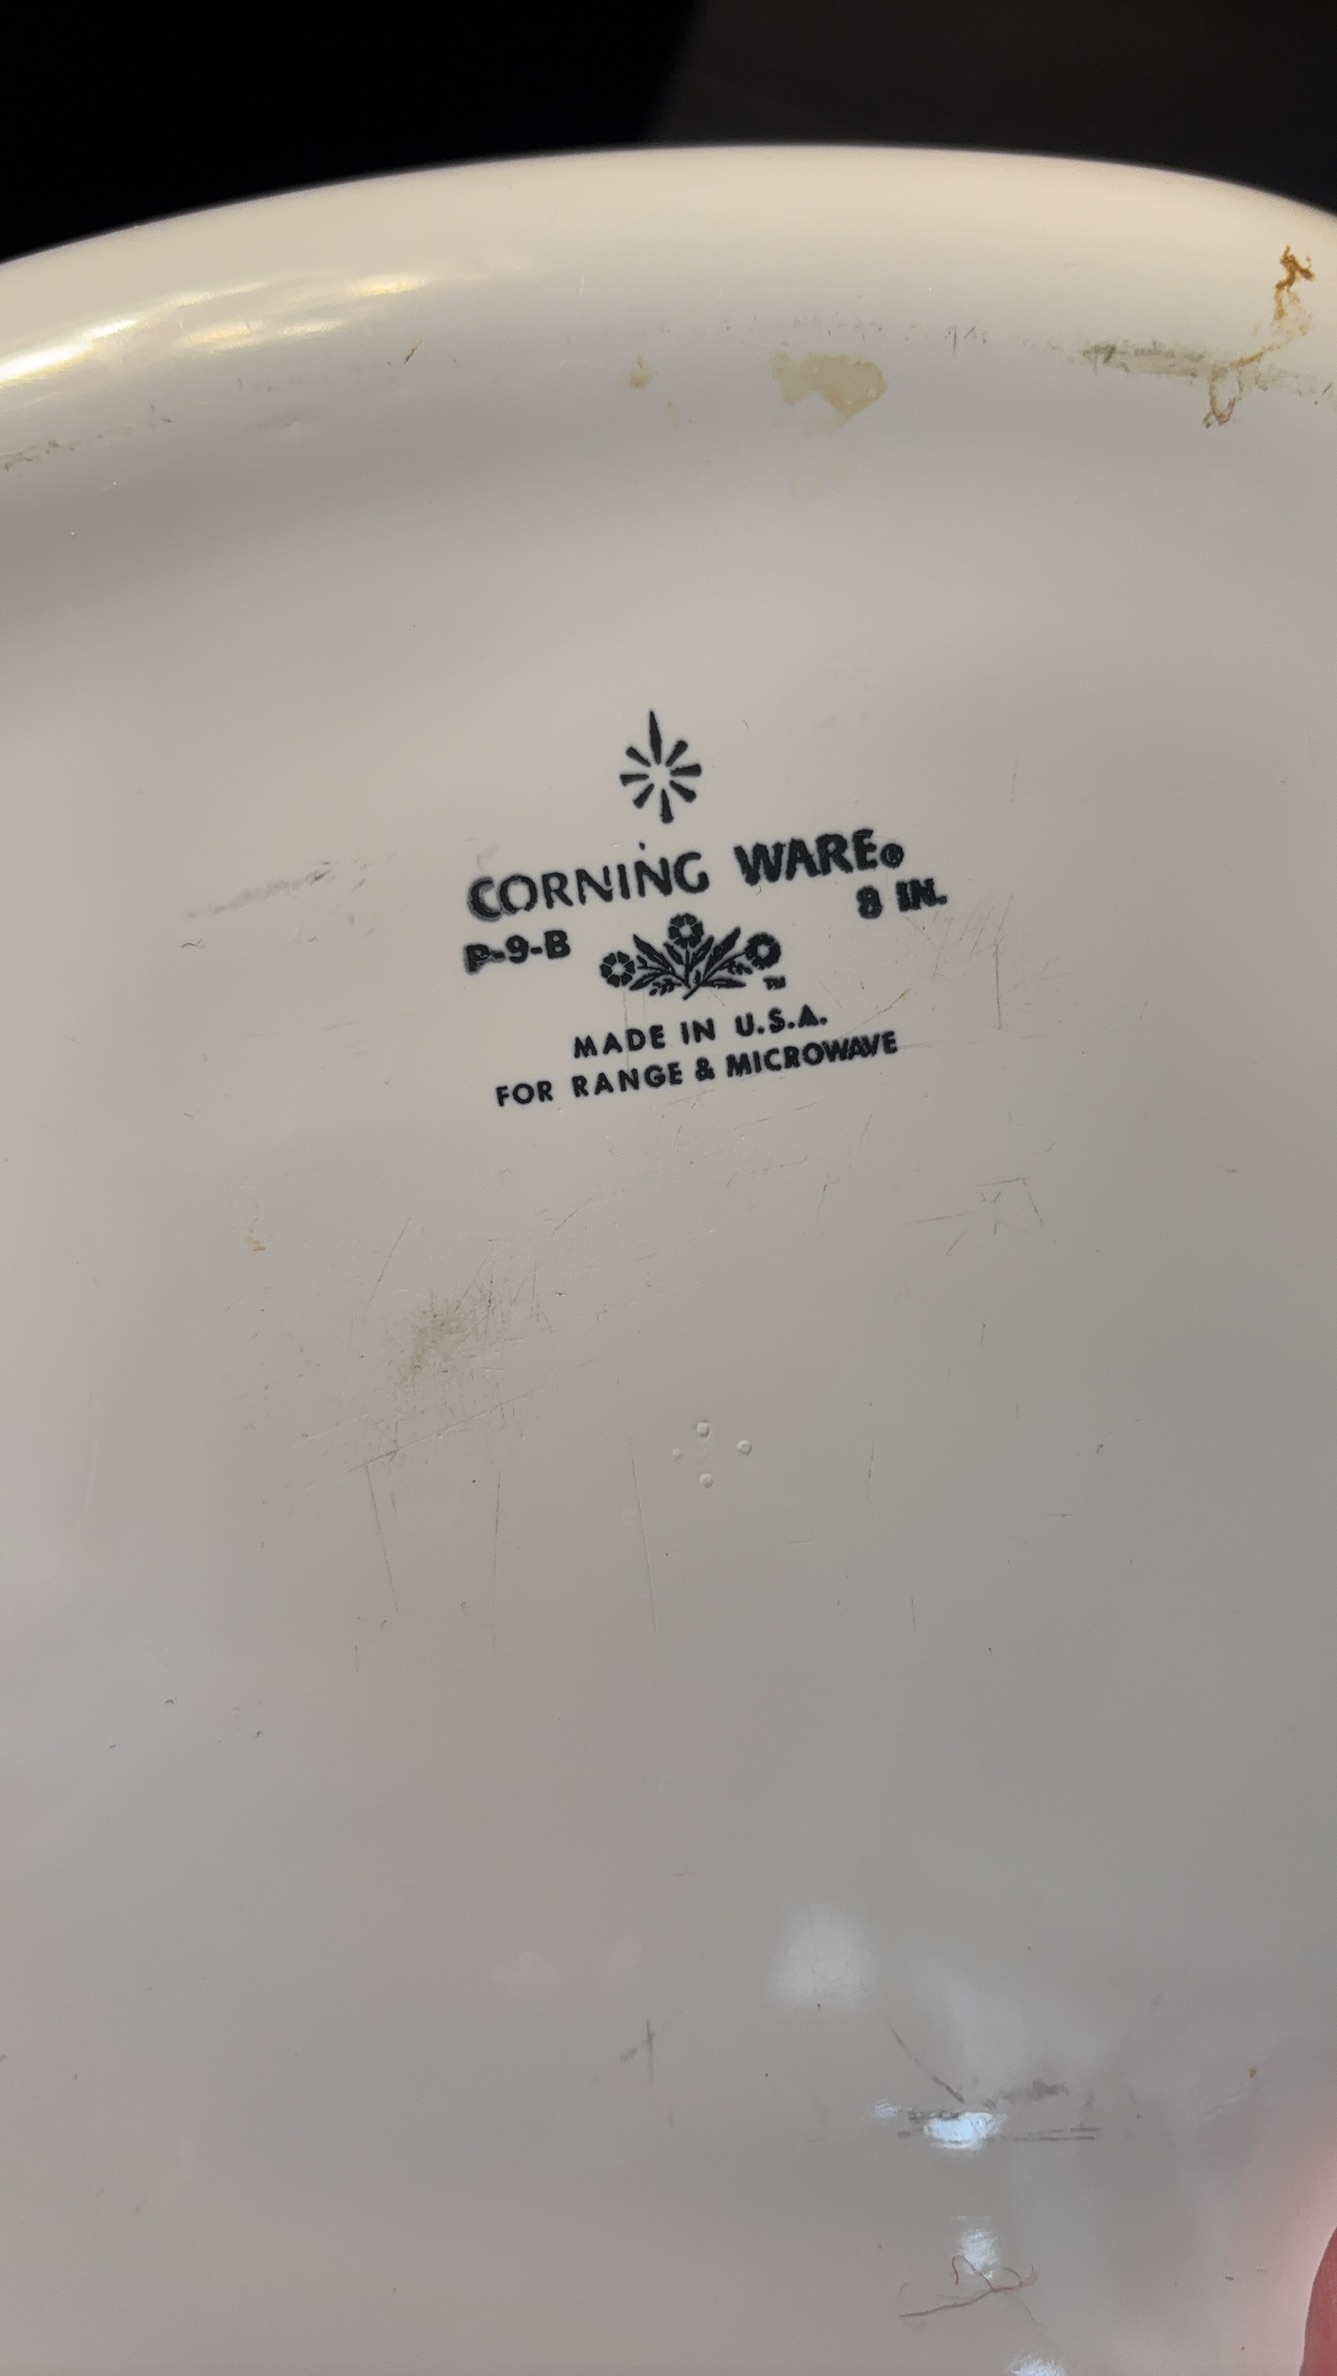 CORNING WARE®
8 IN.
P-9-B
TM
MADE IN U.S.A.
FOR RANGE & MICROWAVE